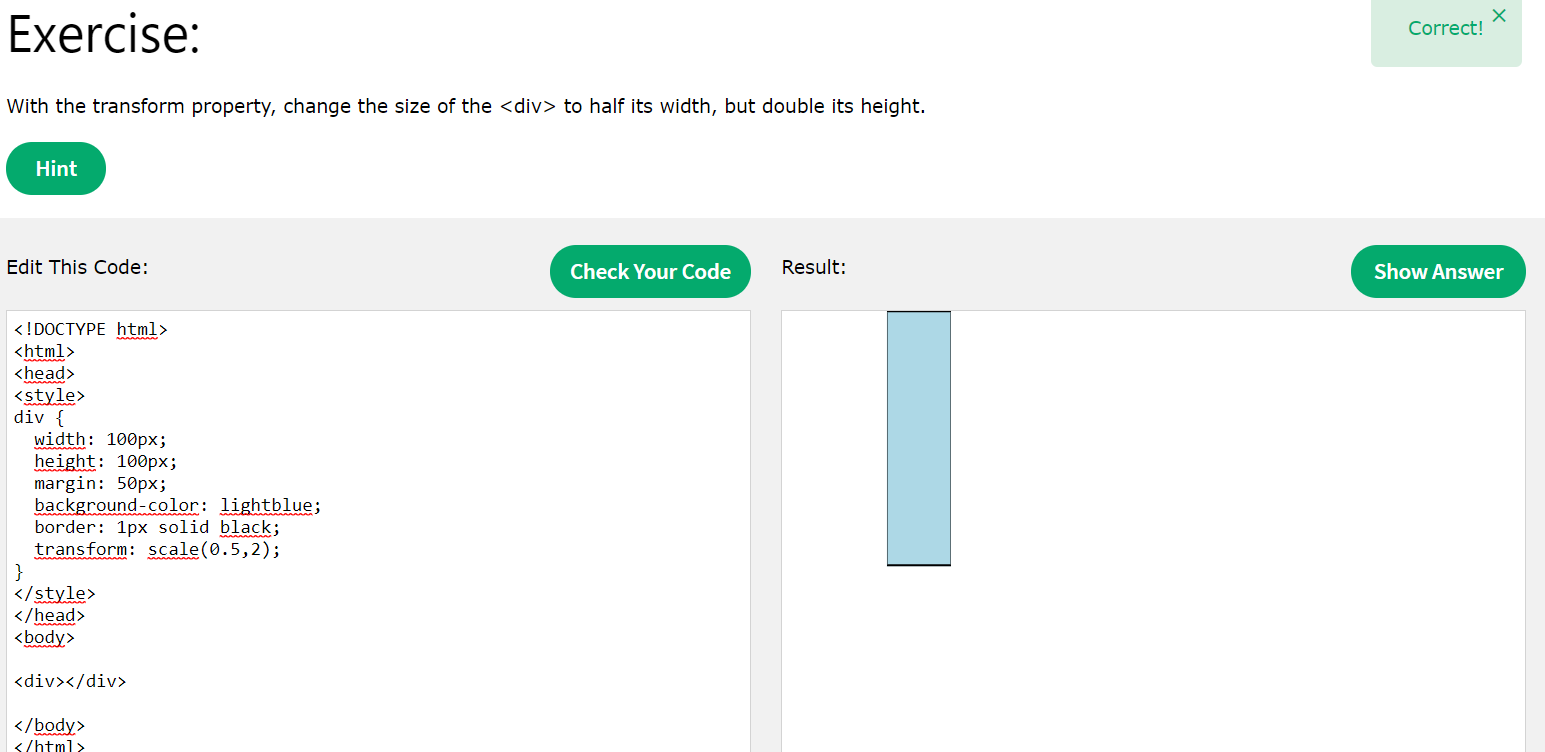 Exercise:
Correct!
×
With the transform property, change the size of the <div> to half its width, but double its height.
Hint
Edit This Code:
Check Your Code
Result:
Show Answer
<!DOCTYPE html>
<html>
<head>
<style>
div {
  width: 100px;
  height: 100px;
  margin: 50px;
  background-color: lightblue;
  border: 1px solid black;
  transform: scale(0.5,2);
}
</style>
</head>
<body>
<div></div>
</body>
</html>